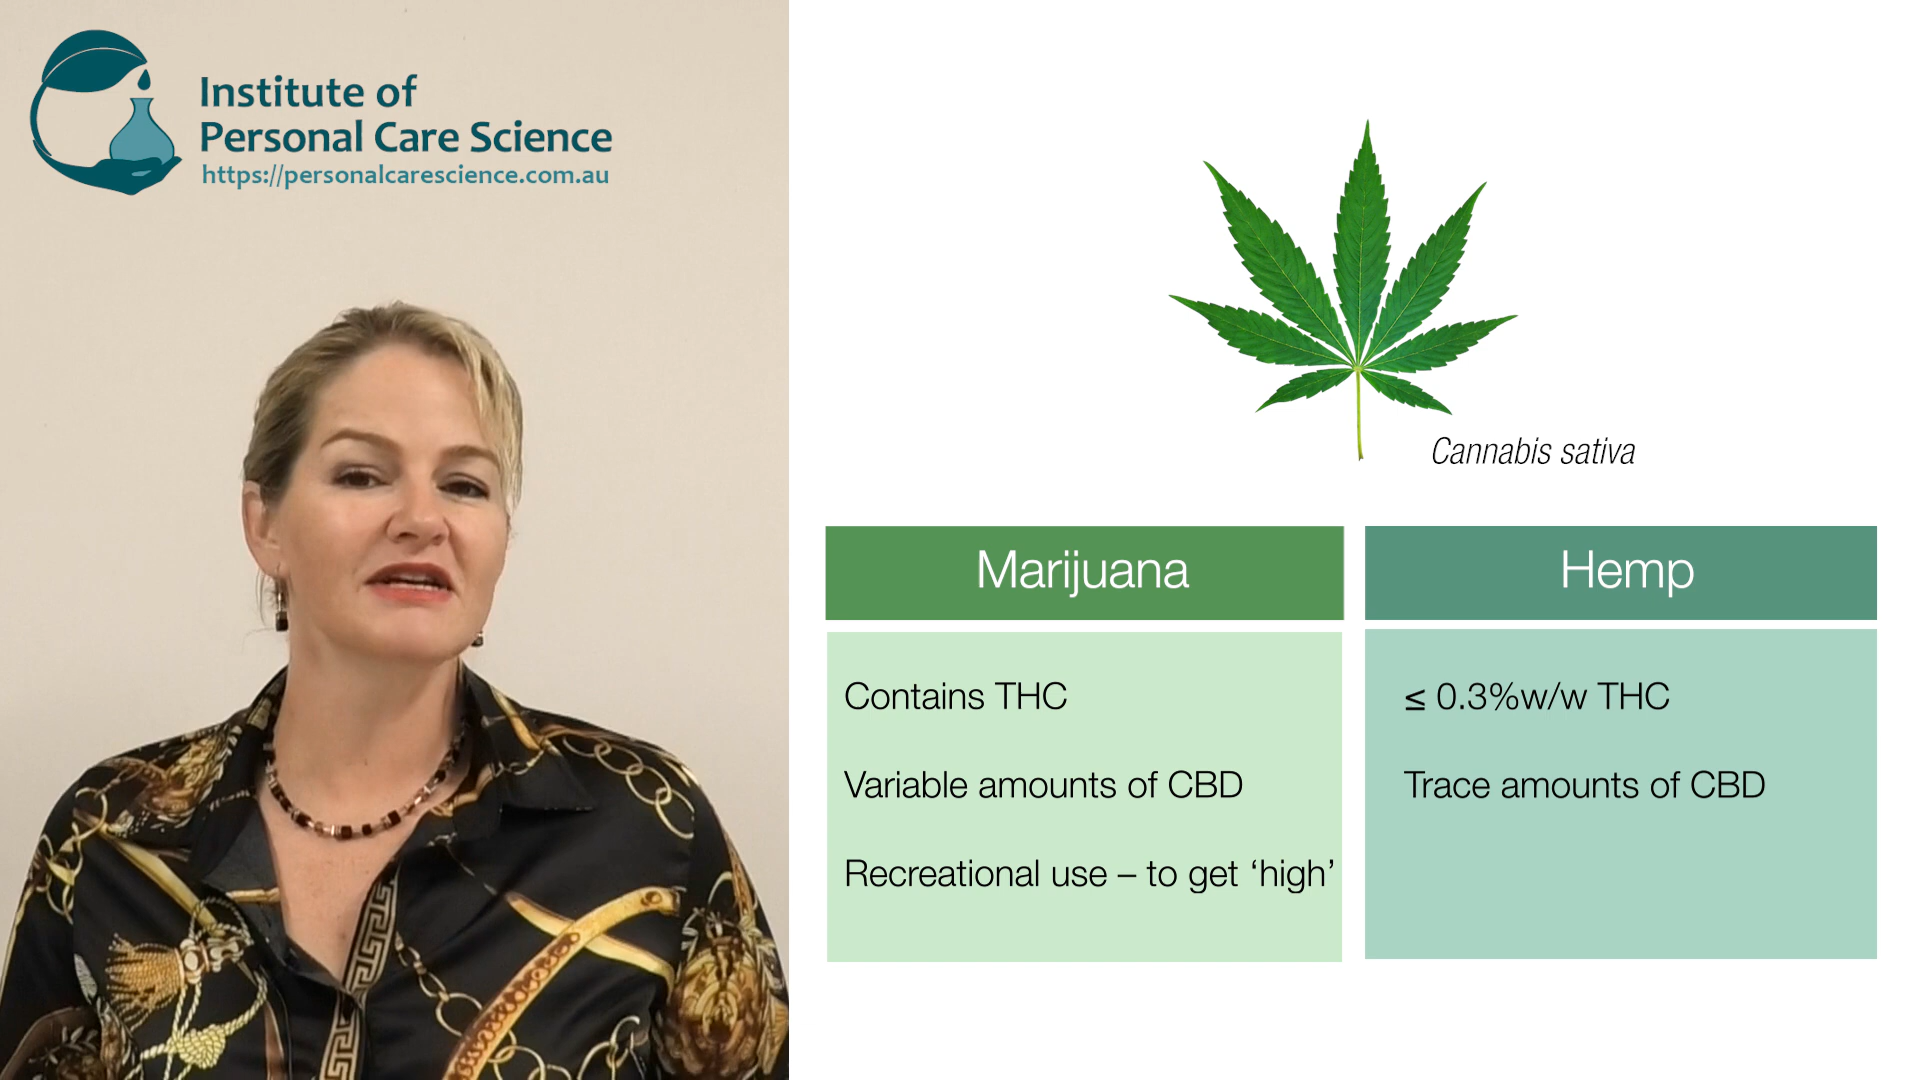 Institute of
Personal Care Science
https://personalcarescience.com.au
Cannabis sativa
Marijuana
Hemp
Contains THC
Variable amounts of CBD
Recreational use – to get ‘high’
≤ 0.3%w/w THC
Trace amounts of CBD